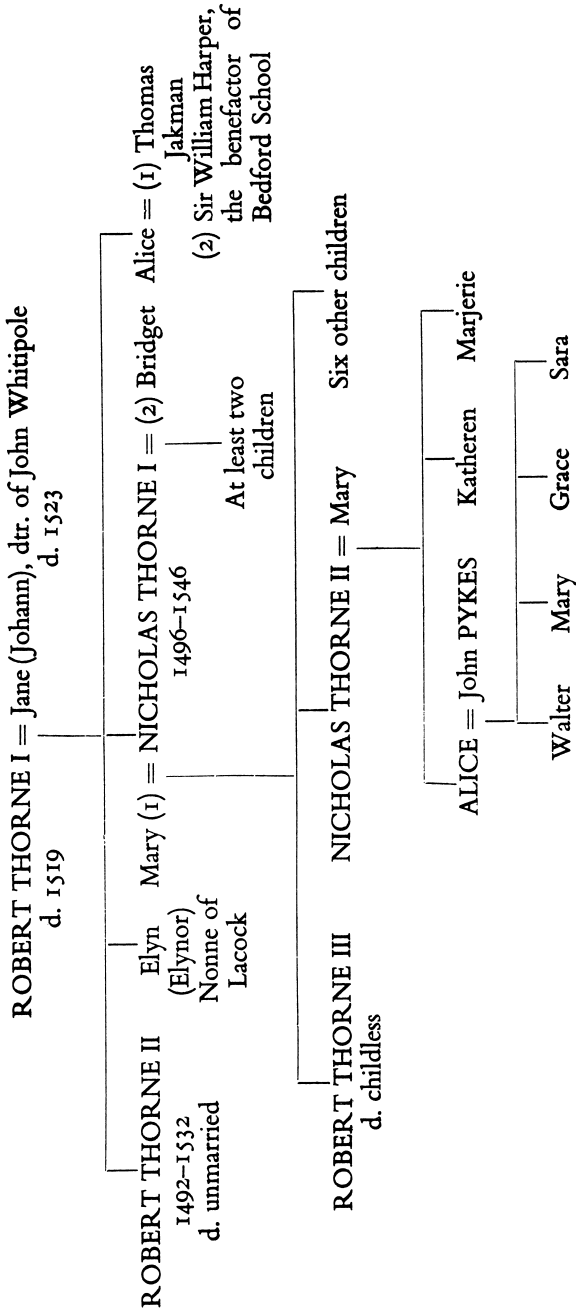 ROBERT THORNE I = Jane (Johann), dtr. of John Whitipole
d. 1519
d. 1523
ROBERT THORNE II
1492–1532
d. unmarried
Elyn
(Elynor)
Nonne of
Lacock
Mary (1) = NICHOLAS THORNE I = (2) Bridget
1496–1546
At least two
children
Alice = (1) Thomas
Jakman
(2) Sir William Harper,
the benefactor of
Bedford School
ROBERT THORNE III
d. childless
NICHOLAS THORNE II = Mary
Six other children
ALICE = John PYKES
Katheren
Marjerie
Walter
Mary
Grace
Sara